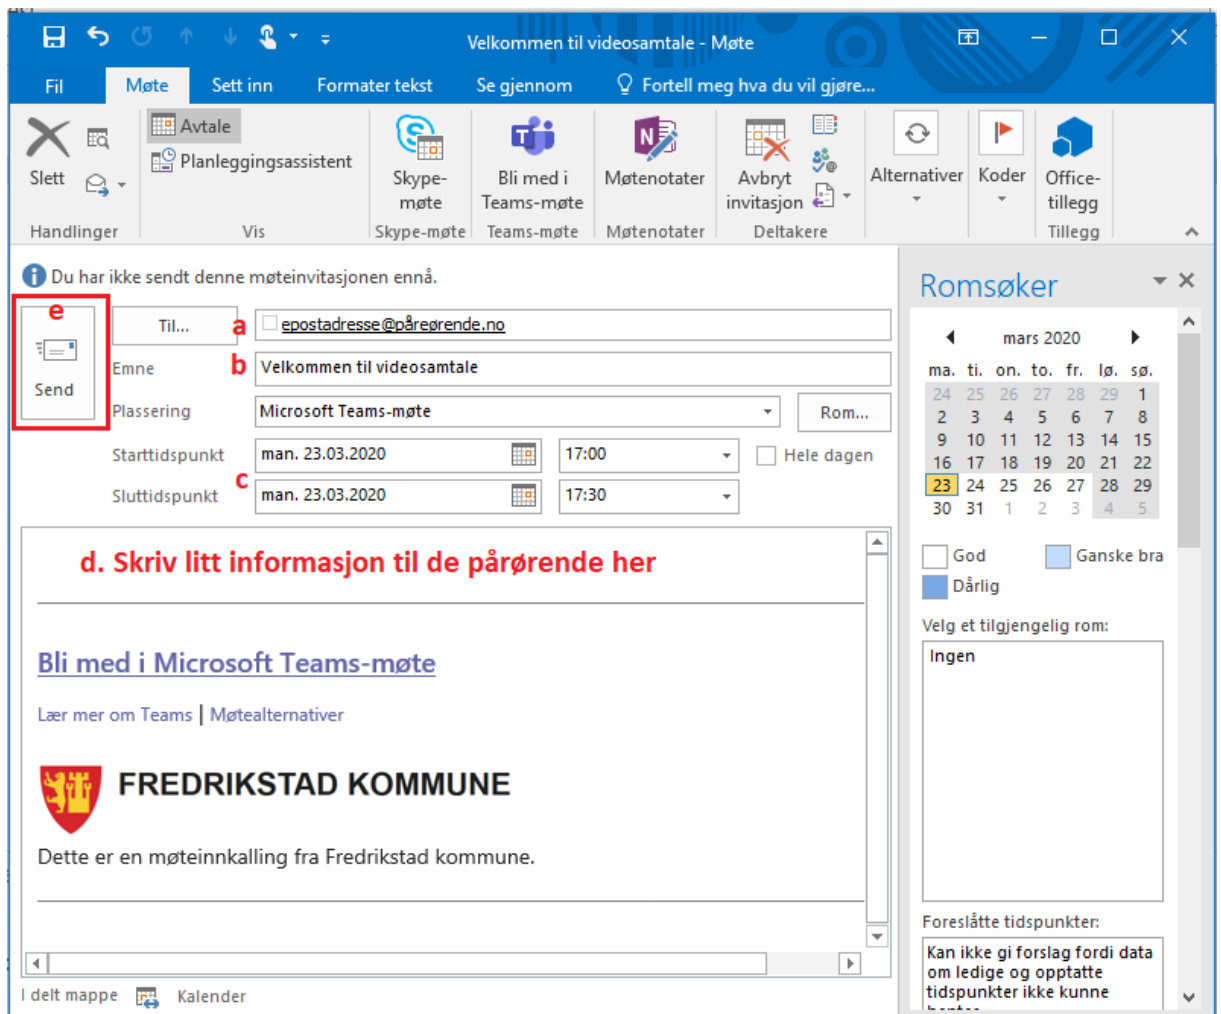 Velkommen til videosamtale - Møte
Fil Møte Sett inn Formater tekst Se gjennom Fortell meg hva du vil gjøre...
Slett
Avtale
Planleggingsassistent
Skype-
møte
Bli med i
Teams-møte
Møtenotater
Avbryt
invitasjon
Alternativer
Koder
Office-
tillegg
Handlinger Vis Skype-møte Teams-møte Møtenotater Deltakere Tillegg
Du har ikke sendt denne møteinvitasjonen ennå.
e
Send
Til... a epostadresse@påreørende.no
Emne b Velkommen til videosamtale
Plassering Microsoft Teams-møte Rom...
Starttidspunkt man. 23.03.2020 17:00 Hele dagen
c
Sluttidspunkt man. 23.03.2020 17:30
d. Skriv litt informasjon til de pårørende her
Bli med i Microsoft Teams-møte
Lær mer om Teams | Møtealternativer
FREDRIKSTAD KOMMUNE
Dette er en møteinnkalling fra Fredrikstad kommune.
I delt mappe Kalender
Romsøker
mars 2020
ma. ti. on. to. fr. lø. sø.
24 25 26 27 28 29 1
2 3 4 5 6 7 8
9 10 11 12 13 14 15
16 17 18 19 20 21 22
23 24 25 26 27 28 29
30 31 1 2 3 4 5
God Ganske bra
Dårlig
Velg et tilgjengelig rom:
Ingen
Foreslåtte tidspunkter:
Kan ikke gi forslag fordi data
om ledige og opptatte
tidspunkter ikke kunne